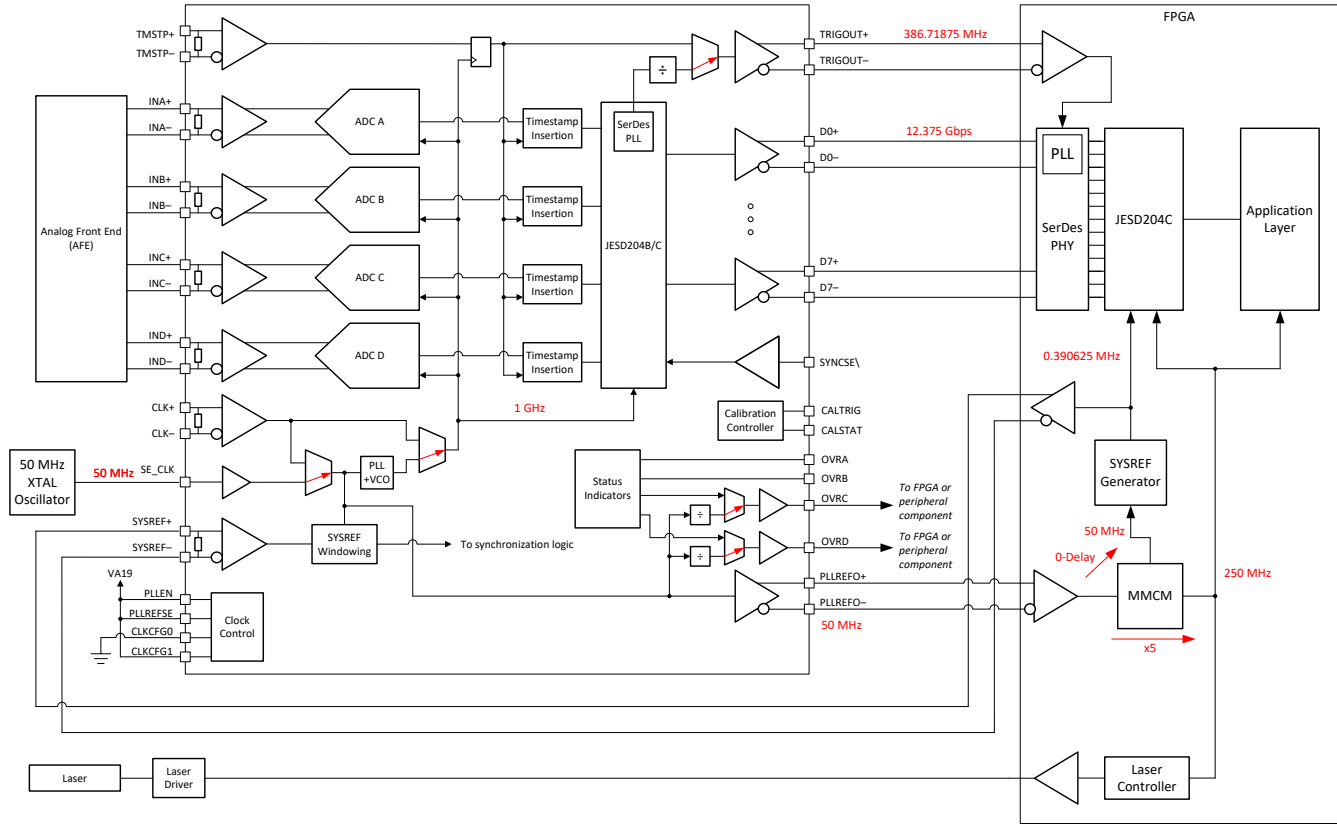 FPGA
TMSTP+
TMSTP–
TRIGOUT+
386.71875 MHz
TRIGOUT–
÷
INA+
INA–
ADC A
Timestamp
Insertion
SerDes
PLL
D0+
12.375 Gbps
D0–
PLL
SerDes
PHY
JESD204C
Application
Layer
INB+
INB–
ADC B
Timestamp
Insertion
Analog Front End
(AFE)
JESD204B/C
INC+
INC–
ADC C
Timestamp
Insertion
D7+
D7–
IND+
IND–
ADC D
Timestamp
Insertion
SYNCSE\
0.390625 MHz
CLK+
CLK–
1 GHz
Calibration
Controller
CALTRIG
CALSTAT
50 MHz
XTAL
Oscillator
50 MHz
SE_CLK
PLL
+VCO
Status
Indicators
OVRA
OVRB
OVRC
To FPGA or
peripheral
component
÷
SYSREF
Generator
SYSREF+
SYSREF–
SYSREF
Windowing
To synchronization logic
OVRD
To FPGA or
peripheral
component
÷
50 MHz
0-Delay
VA19
PLLEN
PLLREFSE
CLKCFG0
CLKCFG1
Clock
Control
PLLREFO+
PLLREFO–
50 MHz
MMCM
x5
250 MHz
Laser
Laser
Driver
Laser
Controller